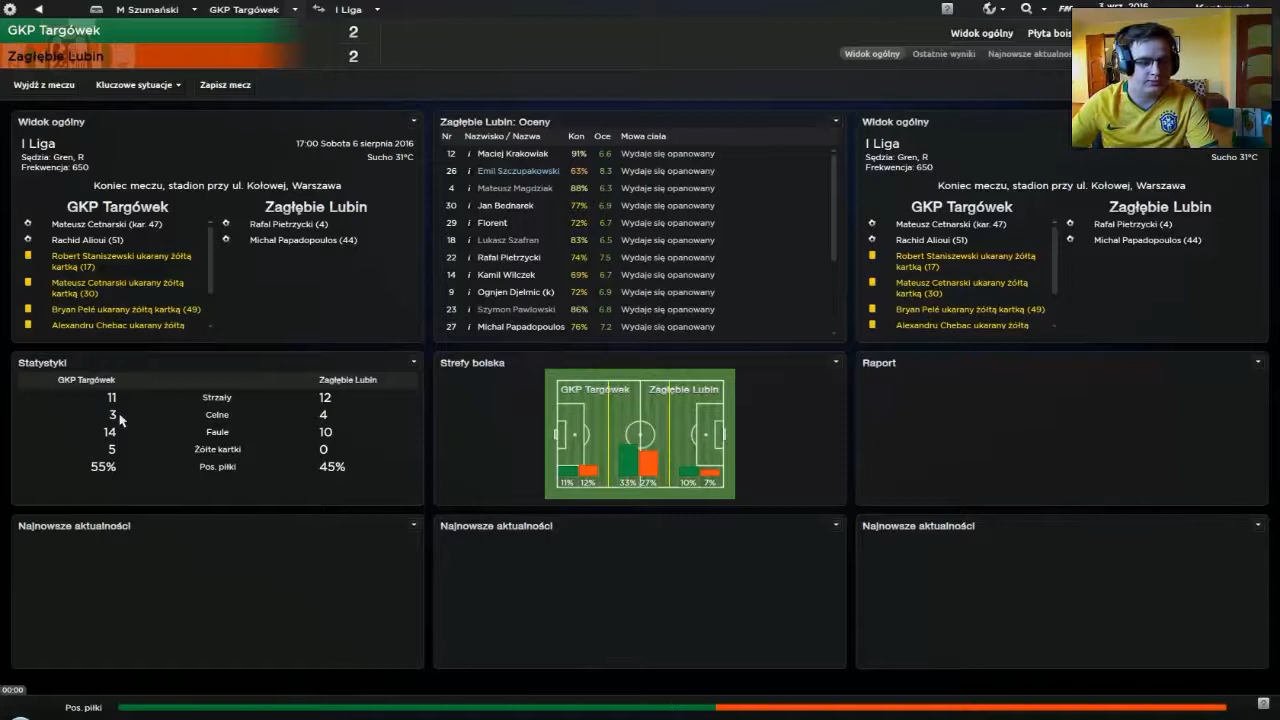 M Szumański GKP Targówek I Liga 3 wrz. 2016
GKP Targówek 2
Zagłębie Lubin 2
Widok ogólny
Widok ogólny Ostatnie wyniki
Wyjdź z meczu Kluczowe sytuacje Zapisz mecz
Widok ogólny
I Liga 17:00 Sobota 6 sierpnia 2016
Sędzia: Gren, R Sucho 31°C
Frekwencja: 650
Koniec meczu, stadion przy ul. Kołowej, Warszawa
GKP Targówek Zagłębie Lubin
Mateusz Cetnarski (kar. 47) Rafał Pietrzycki (4)
Rachid Alioui (51) Michal Papadopoulos (44)
Robert Staniszewski ukarany żółtą
kartką (17)
Mateusz Cetnarski ukarany żółtą
kartką (30)
Bryan Pelé ukarany żółtą kartką (49)
Alexandru Chebac ukarany żółtą
Zagłębie Lubin: Oceny
Nr Nazwisko / Nazwa Kon Oce Mowa ciała
12 i Maciej Krakowiak 91% 6.6 Wydaje się opanowany
26 i Emil Szczupakowski 63% 8.3 Wydaje się opanowany
4 i Mateusz Magdziak 88% 6.3 Wydaje się opanowany
30 i Jan Bednarek 77% 6.9 Wydaje się opanowany
29 i Florent 72% 6.7 Wydaje się opanowany
18 i Łukasz Szafran 83% 6.5 Wydaje się opanowany
22 i Rafał Pietrzycki 74% 7.5 Wydaje się opanowany
14 i Kamil Wilczek 69% 6.7 Wydaje się opanowany
9 i Ognjen Djelmic (k) 72% 6.9 Wydaje się opanowany
23 i Szymon Pawłowski 86% 6.8 Wydaje się opanowany
27 i Michal Papadopoulos 76% 7.2 Wydaje się opanowany
Widok ogólny
I Liga
Sędzia: Gren, R Sucho 31°C
Frekwencja: 650
Koniec meczu, stadion przy ul. Kołowej, Warszawa
GKP Targówek Zagłębie Lubin
Mateusz Cetnarski (kar. 47) Rafał Pietrzycki (4)
Rachid Alioui (51) Michal Papadopoulos (44)
Robert Staniszewski ukarany żółtą
kartką (17)
Mateusz Cetnarski ukarany żółtą
kartką (30)
Bryan Pelé ukarany żółtą kartką (49)
Alexandru Chebac ukarany żółtą
Statystyki
GKP Targówek Zagłębie Lubin
11 Strzały 12
3 Celne 4
14 Faule 10
5 Żółte kartki 0
55% Pos. piłki 45%
Strefy boiska
GKP Targówek Zagłębie Lubin
11% 12% 33% 27% 10% 7%
Raport
Najnowsze aktualności
Najnowsze aktualności
Najnowsze aktualności
00:00
Pos. piłki